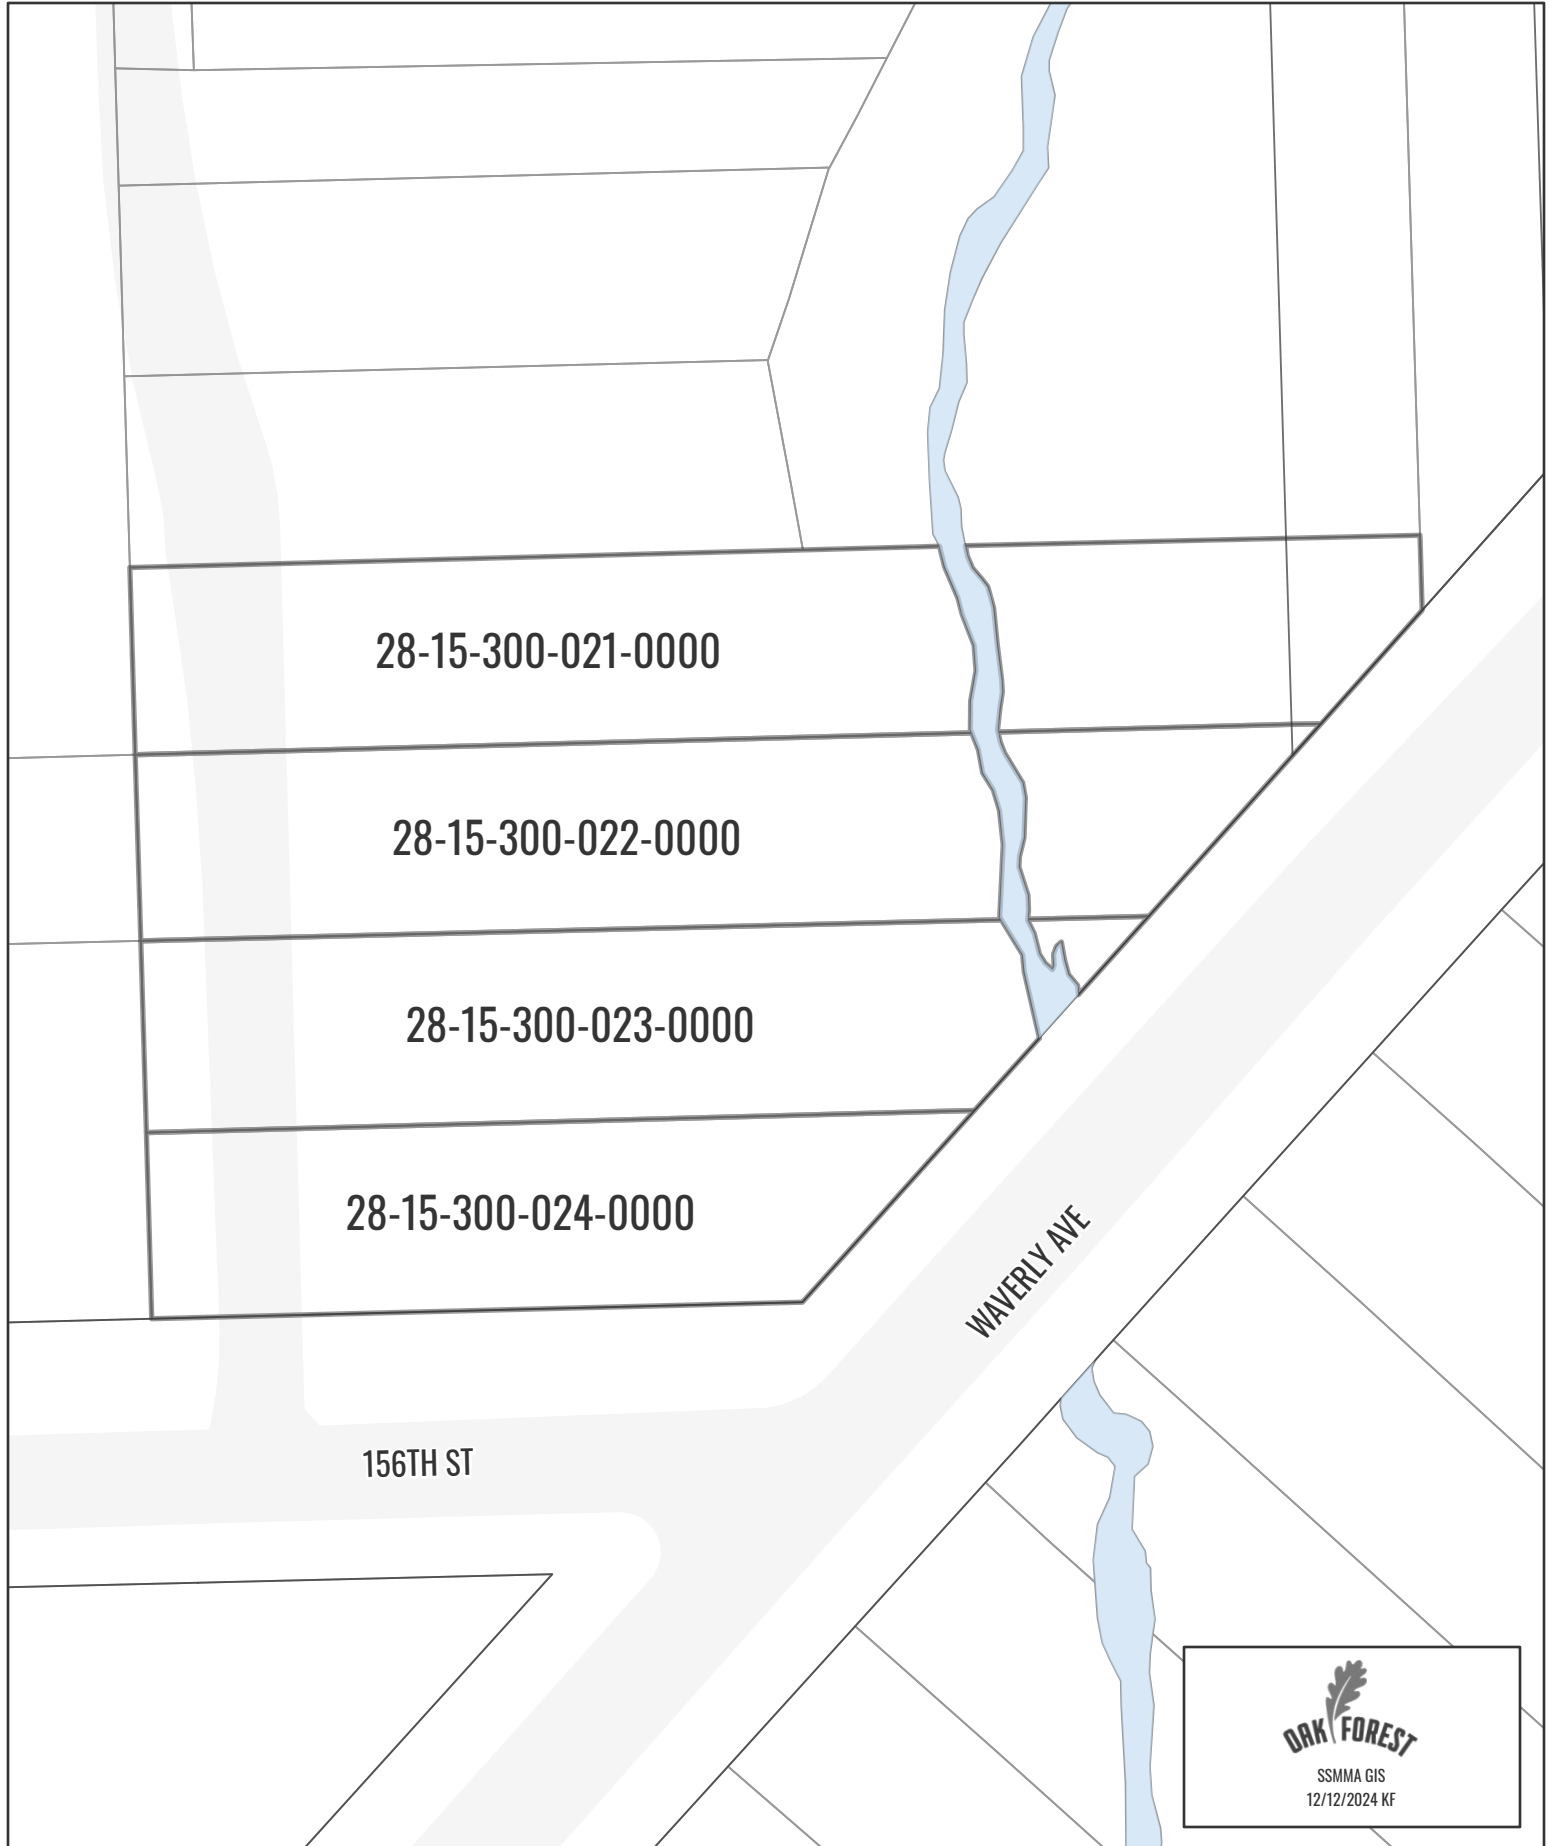 28-15-300-021-0000
28-15-300-022-0000
28-15-300-023-0000
28-15-300-024-0000
WAVERLY AVE
156TH ST
OAK FOREST
SSMMA GIS
12/12/2024 KF